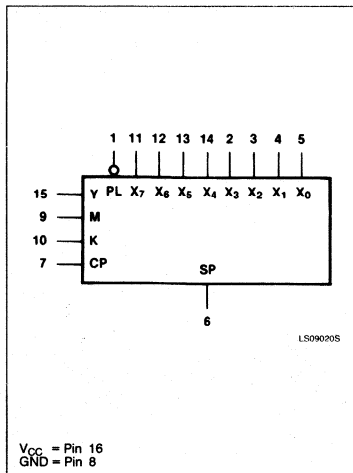 1 11 12 13 14 2 3 4 5
15 Y PL X7 X6 X5 X4 X3 X2 X1 X0
9 M
10 K
7 CP
SP
6
LS09020S
VCC = Pin 16
GND = Pin 8